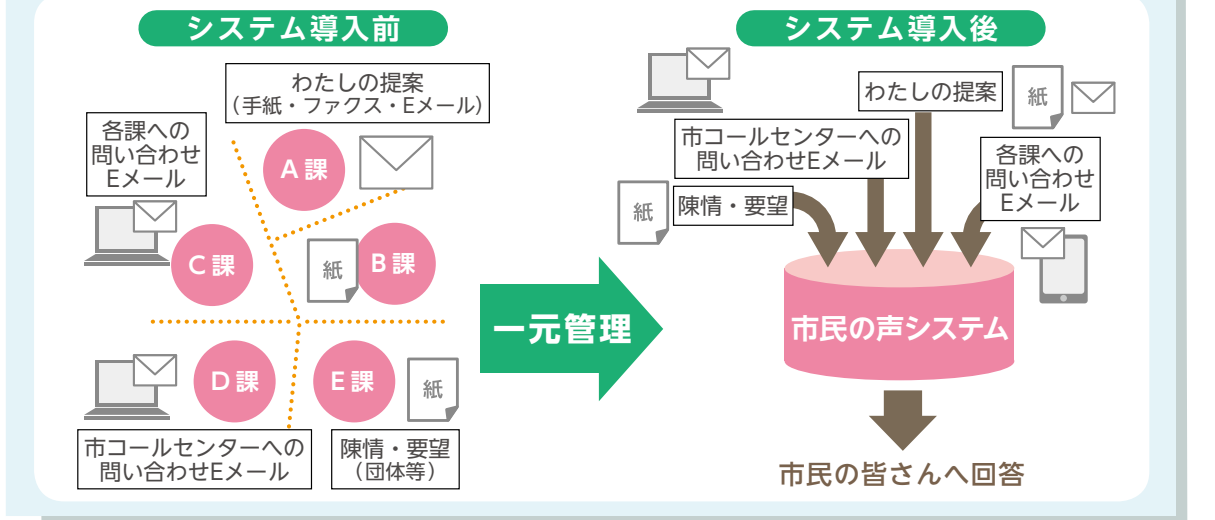 システム導入前
わたしの提案
（手紙・ファクス・Eメール）
各課への
問い合わせ
Eメール
A課
C課
紙
B課
D課
E課
紙
市コールセンターへの
問い合わせEメール
陳情・要望
（団体等）
一元管理
システム導入後
わたしの提案
紙
市コールセンターへの
問い合わせEメール
各課への
問い合わせ
Eメール
紙
陳情・要望
市民の声システム
市民の皆さんへ回答